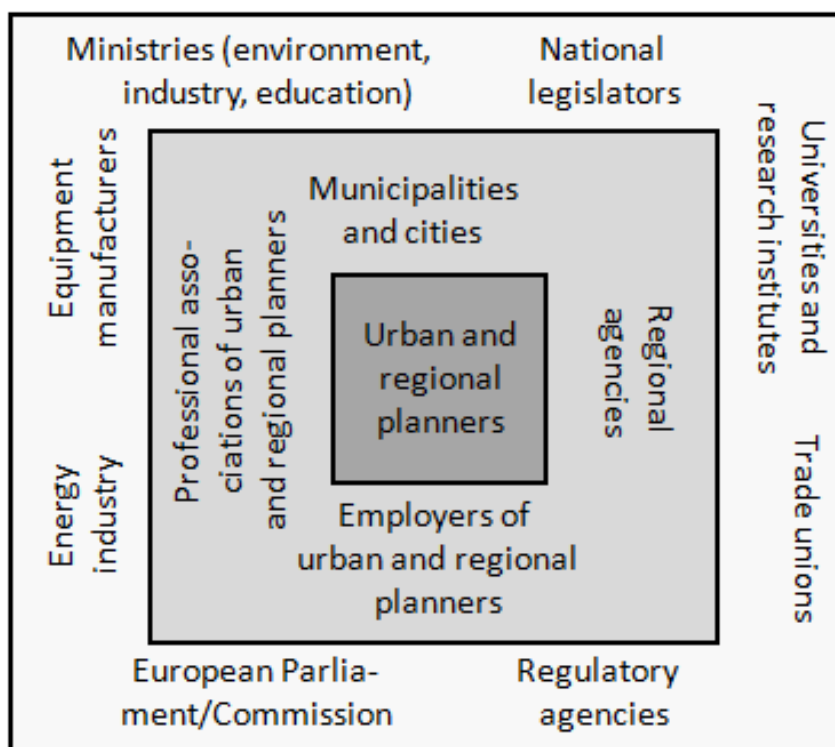 Ministries (environment,
industry, education)
National
legislators
Equipment
manufacturers
Energy
industry
Universities and
research institutes
Trade unions
Municipalities
and cities
Professional asso-
ciations of urban
and regional planners
Regional
agencies
Urban and
regional
planners
Employers of
urban and regional
planners
European Parlia-
ment/Commission
Regulatory
agencies